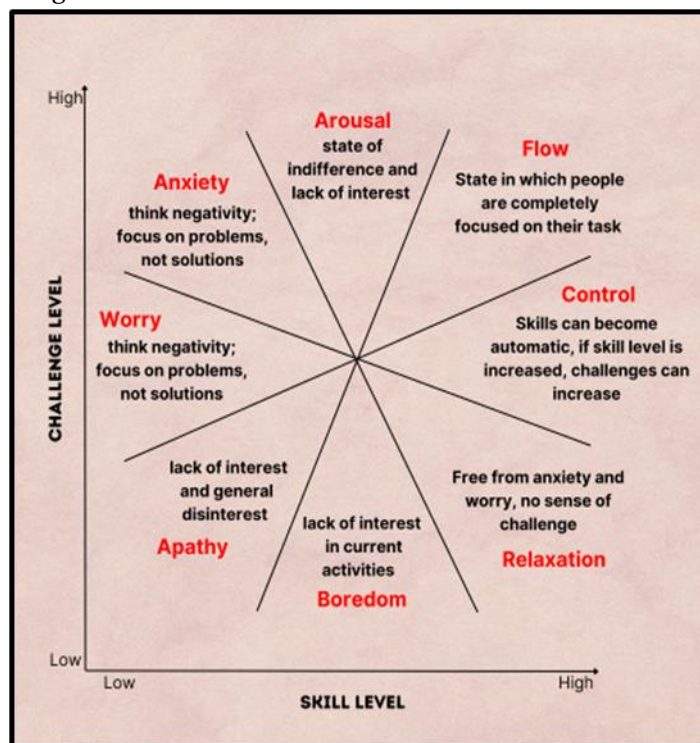 High
Arousal
state of
indifference and
lack of interest
Flow
State in which people
are completely
focused on their task
Anxiety
think negativity;
focus on problems,
not solutions
Control
Skills can become
automatic, if skill level is
increased, challenges can
increase
Worry
think negativity;
focus on problems,
not solutions
CHALLENGE LEVEL
lack of interest
and general
disinterest
Apathy
lack of interest
in current
activities
Boredom
Free from anxiety and
worry, no sense of
challenge
Relaxation
Low
Low
High
SKILL LEVEL